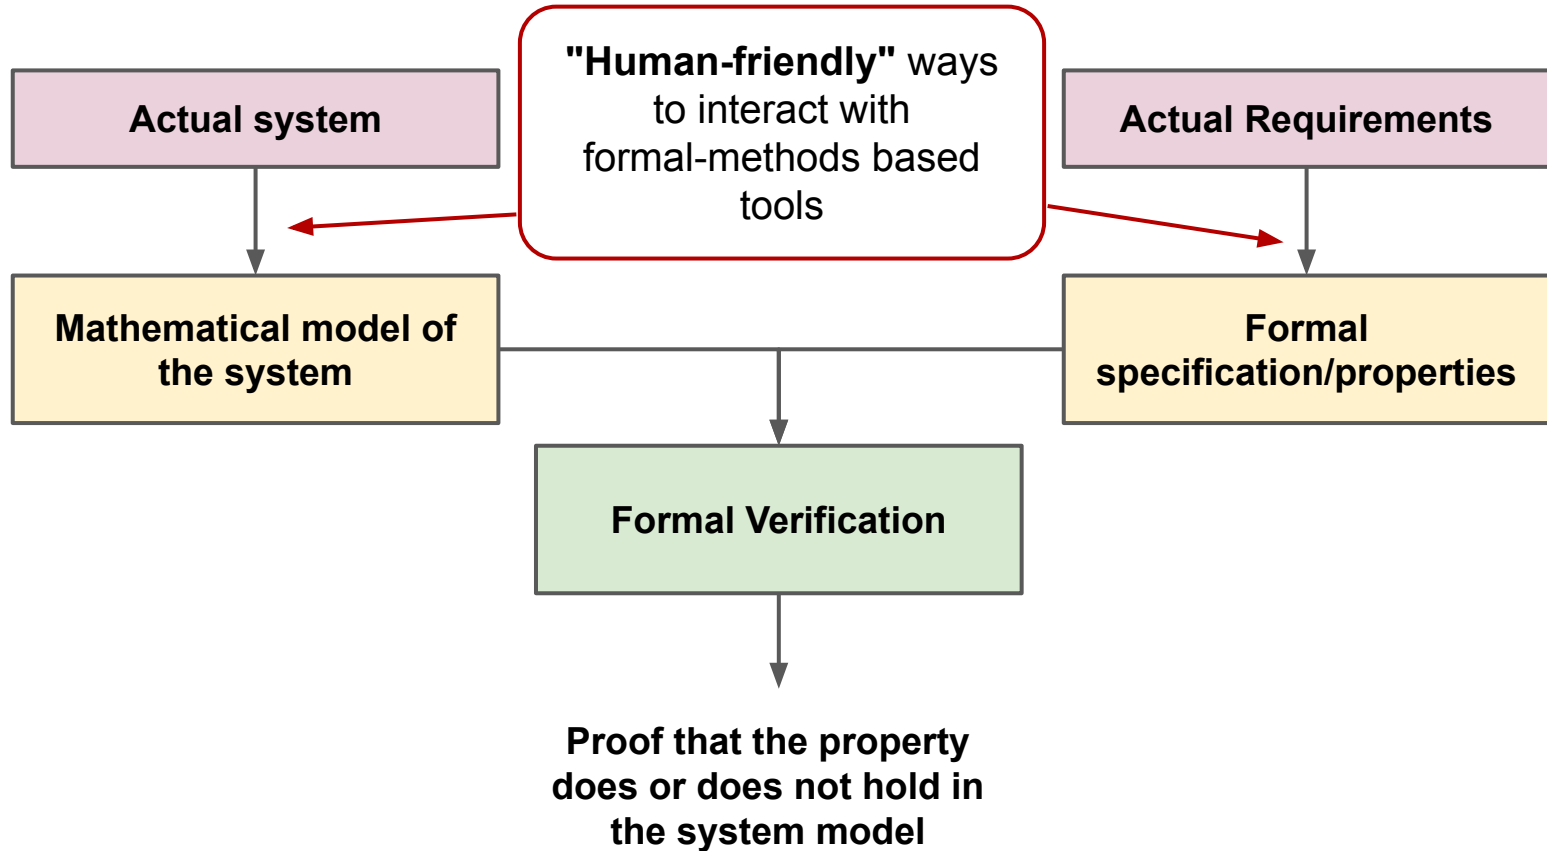 "Human-friendly" ways
to interact with
formal-methods based
tools
Actual system
Actual Requirements
Mathematical model of
the system
Formal
specification/properties
Formal Verification
Proof that the property
does or does not hold in
the system model